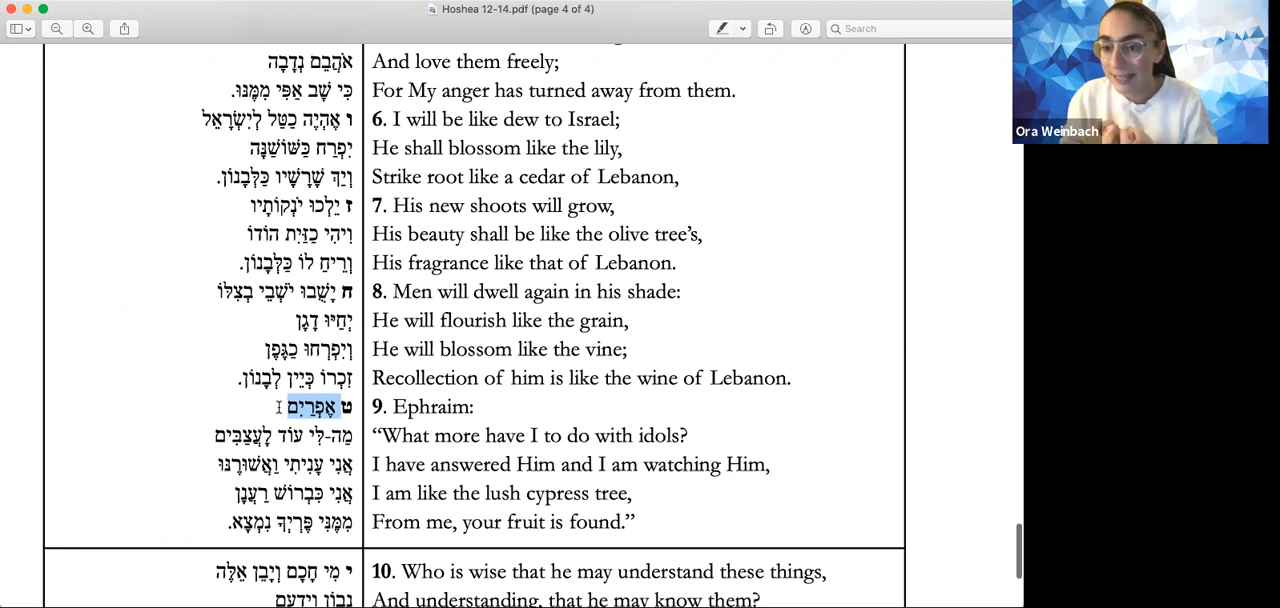 Hoshea 12-14.pdf (page 4 of 4)
Search
Ora Weinbach
אֹהֲבֵם נְדָבָה
And love them freely;
כִּי שָׁב אַפִּי מִמֶּנּוּ.
For My anger has turned away from them.
ו אֶהְיֶה כַטַּל לְיִשְׂרָאֵל
6. I will be like dew to Israel;
יִפְרַח כַּשּׁוֹשַׁנָּה
He shall blossom like the lily,
וְיַךְ שָׁרָשָׁיו כַּלְּבָנוֹן.
Strike root like a cedar of Lebanon,
ז יֵלְכוּ יֹנְקוֹתָיו
7. His new shoots will grow,
וִיהִי כַזַּיִת הוֹדוֹ
His beauty shall be like the olive tree’s,
וְרֵיחַ לוֹ כַּלְּבָנוֹן.
His fragrance like that of Lebanon.
ח יָשֻׁבוּ יֹשְׁבֵי בְצִלּוֹ
8. Men will dwell again in his shade:
יְחַיּוּ דָגָן
He will flourish like the grain,
וְיִפְרְחוּ כַגָּפֶן
He will blossom like the vine;
זִכְרוֹ כְּיֵין לְבָנוֹן.
Recollection of him is like the wine of Lebanon.
ט אֶפְרַיִם
9. Ephraim:
מַה-לִּי עוֹד לָעֲצַבִּים
“What more have I to do with idols?
אֲנִי עָנִיתִי וַאֲשׁוּרֶנּוּ
I have answered Him and I am watching Him,
אֲנִי כִּבְרוֹשׁ רַעֲנָן
I am like the lush cypress tree,
מִמֶּנִּי פֶּרְיְךָ נִמְצָא.
From me, your fruit is found.”
י מִי חָכָם וְיָבֵן אֵלֶּה
10. Who is wise that he may understand these things,
נָבוֹן וְיֵדָעֵם
And understanding, that he may know them?